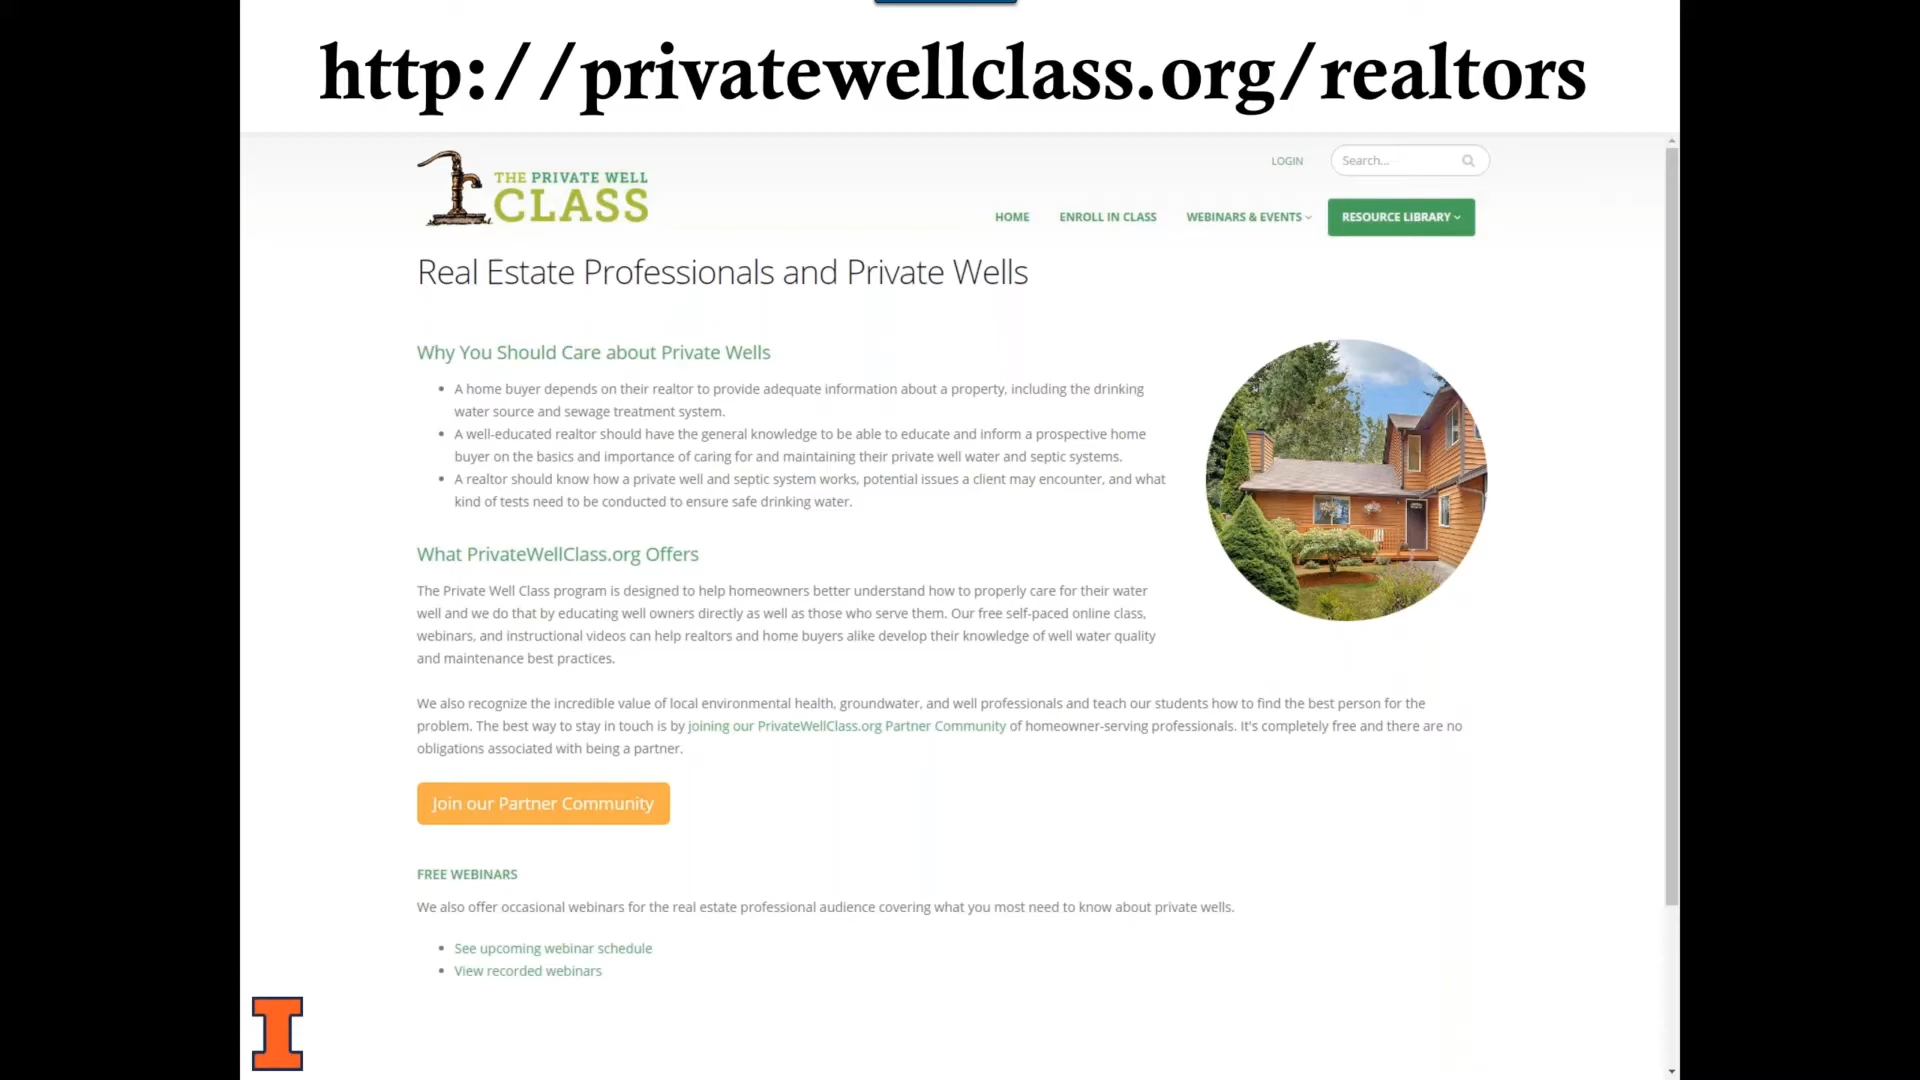 http://privatewellclass.org/realtors
LOGIN
Search...
THE PRIVATE WELL
CLASS
HOME
ENROLL IN CLASS
WEBINARS & EVENTS
RESOURCE LIBRARY
Real Estate Professionals and Private Wells
Why You Should Care about Private Wells
• A home buyer depends on their realtor to provide adequate information about a property, including the drinking
water source and sewage treatment system.
• A well-educated realtor should have the general knowledge to be able to educate and inform a prospective home
buyer on the basics and importance of caring for and maintaining their private well water and septic systems.
• A realtor should know how a private well and septic system works, potential issues a client may encounter, and what
kind of tests need to be conducted to ensure safe drinking water.
What PrivateWellClass.org Offers
The Private Well Class program is designed to help homeowners better understand how to properly care for their water
well and we do that by educating well owners directly as well as those who serve them. Our free self-paced online class,
webinars, and instructional videos can help realtors and home buyers alike develop their knowledge of well water quality
and maintenance best practices.
We also recognize the incredible value of local environmental health, groundwater, and well professionals and teach our students how to find the best person for the
problem. The best way to stay in touch is by joining our PrivateWellClass.org Partner Community of homeowner-serving professionals. It's completely free and there are no
obligations associated with being a partner.
Join our Partner Community
FREE WEBINARS
We also offer occasional webinars for the real estate professional audience covering what you most need to know about private wells.
• See upcoming webinar schedule
• View recorded webinars
I